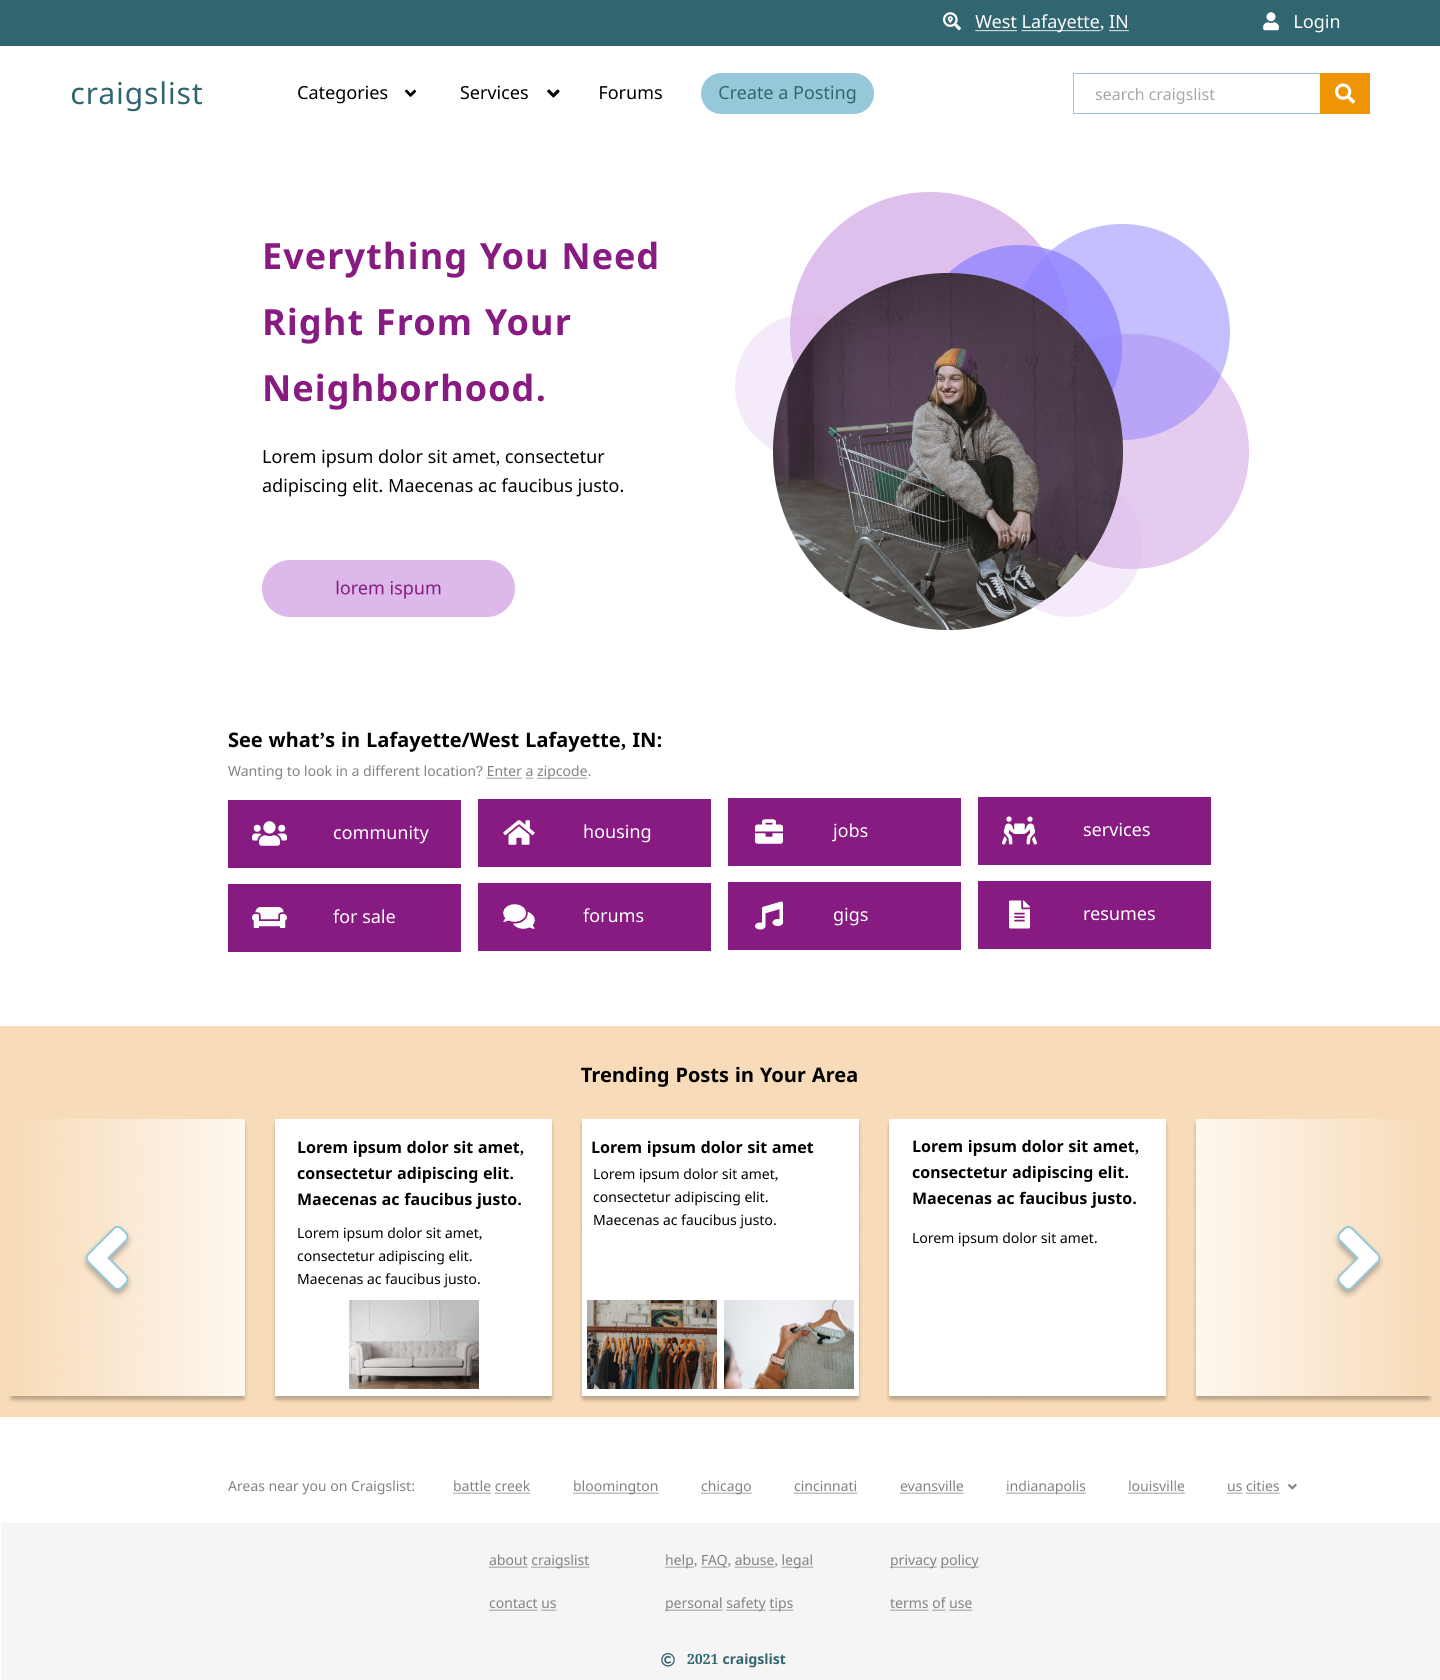 West Lafayette, IN
Login
craigslist
Categories
Services
Forums
Create a Posting
search craigslist
Everything You Need
Right From Your
Neighborhood.
Lorem ipsum dolor sit amet, consectetur
adipiscing elit. Maecenas ac faucibus justo.
lorem ispum
See what’s in Lafayette/West Lafayette, IN:
Wanting to look in a different location? Enter a zipcode.
community
housing
jobs
services
for sale
forums
gigs
resumes
Trending Posts in Your Area
Lorem ipsum dolor sit amet,
consectetur adipiscing elit.
Maecenas ac faucibus justo.
Lorem ipsum dolor sit amet,
consectetur adipiscing elit.
Maecenas ac faucibus justo.
Lorem ipsum dolor sit amet
Lorem ipsum dolor sit amet,
consectetur adipiscing elit.
Maecenas ac faucibus justo.
Lorem ipsum dolor sit amet,
consectetur adipiscing elit.
Maecenas ac faucibus justo.
Lorem ipsum dolor sit amet.
Areas near you on Craigslist:
battle creek
bloomington
chicago
cincinnati
evansville
indianapolis
louisville
us cities
about craigslist
help, FAQ, abuse, legal
privacy policy
contact us
personal safety tips
terms of use
© 2021 craigslist